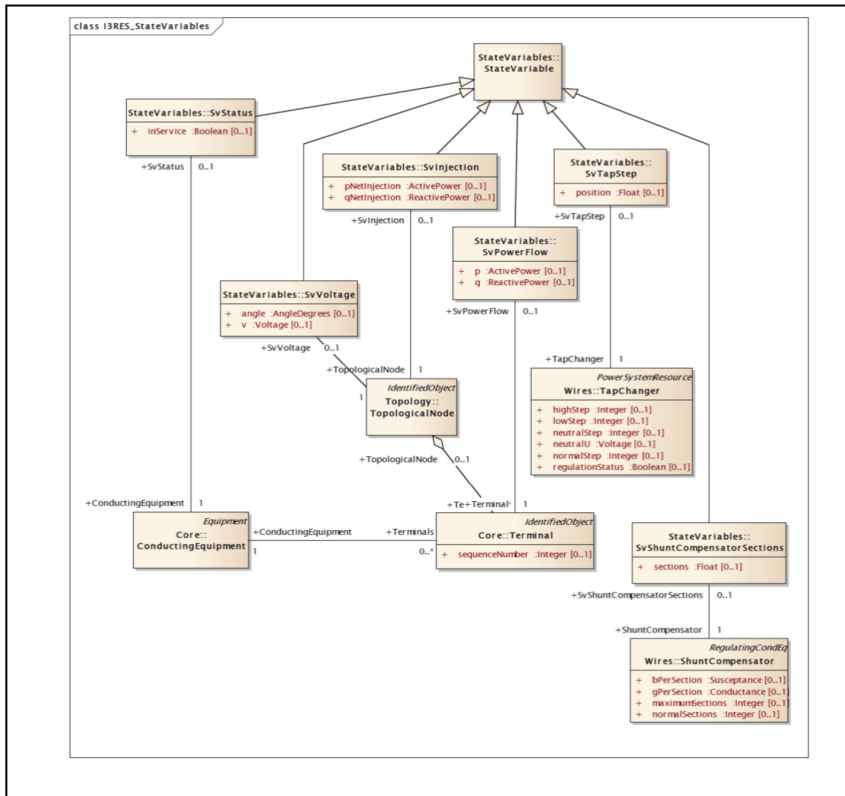 class I3RES_StateVariables
StateVariables::
StateVariable
StateVariables::SvStatus
+ inService :Boolean [0..1]
+SvStatus 0..1
StateVariables::SvInjection
+ pNetInjection :ActivePower [0..1]
+ qNetInjection :ReactivePower [0..1]
+SvInjection 0..1
StateVariables::
SvTapStep
+ position :Float [0..1]
+SvTapStep 0..1
StateVariables::
SvPowerFlow
+ p :ActivePower [0..1]
+ q :ReactivePower [0..1]
+SvPowerFlow 0..1
StateVariables::SvVoltage
+ angle :AngleDegrees [0..1]
+ v :Voltage [0..1]
+SvVoltage 0..1
+TopologicalNode 1
1
IdentifiedObject
Topology::
TopologicalNode
+TopologicalNode 0..1
+TapChanger 1
PowerSystemResource
Wires::TapChanger
+ highStep :Integer [0..1]
+ lowStep :Integer [0..1]
+ neutralStep :Integer [0..1]
+ neutralU :Voltage [0..1]
+ normalStep :Integer [0..1]
+ regulationStatus :Boolean [0..1]
+ConductingEquipment 1
Equipment
Core::
ConductingEquipment
+ConductingEquipment
1
+Terminals
0..*
+Te+Terminal* 1
IdentifiedObject
Core::Terminal
+ sequenceNumber :Integer [0..1]
StateVariables::
SvShuntCompensatorSections
+ sections :Float [0..1]
+SvShuntCompensatorSections 0..1
+ShuntCompensator 1
RegulatingCondEq
Wires::ShuntCompensator
+ bPerSection :Susceptance [0..1]
+ gPerSection :Conductance [0..1]
+ maximumSections :Integer [0..1]
+ normalSections :Integer [0..1]